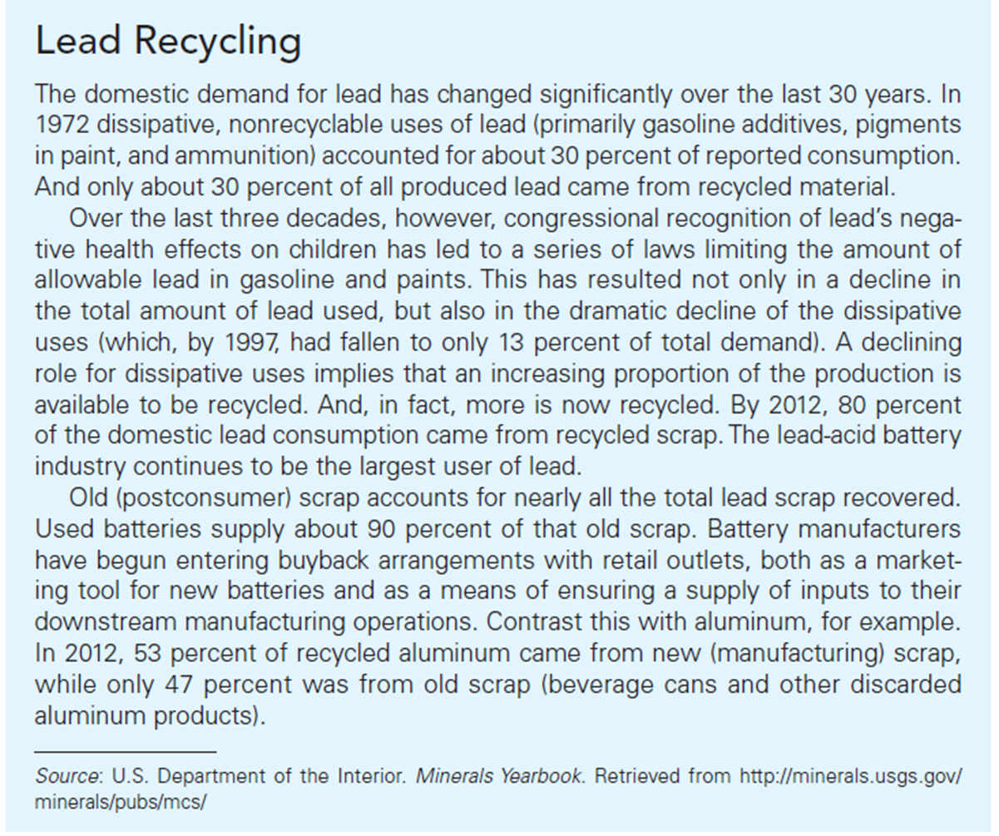 Lead Recycling
The domestic demand for lead has changed significantly over the last 30 years. In
1972 dissipative, nonrecyclable uses of lead (primarily gasoline additives, pigments
in paint, and ammunition) accounted for about 30 percent of reported consumption.
And only about 30 percent of all produced lead came from recycled material.
Over the last three decades, however, congressional recognition of lead's nega-
tive health effects on children has led to a series of laws limiting the amount of
allowable lead in gasoline and paints. This has resulted not only in a decline in
the total amount of lead used, but also in the dramatic decline of the dissipative
uses (which, by 1997, had fallen to only 13 percent of total demand). A declining
role for dissipative uses implies that an increasing proportion of the production is
available to be recycled. And, in fact, more is now recycled. By 2012, 80 percent
of the domestic lead consumption came from recycled scrap. The lead-acid battery
industry continues to be the largest user of lead.
Old (postconsumer) scrap accounts for nearly all the total lead scrap recovered.
Used batteries supply about 90 percent of that old scrap. Battery manufacturers
have begun entering buyback arrangements with retail outlets, both as a market-
ing tool for new batteries and as a means of ensuring a supply of inputs to their
downstream manufacturing operations. Contrast this with aluminum, for example.
In 2012, 53 percent of recycled aluminum came from new (manufacturing) scrap,
while only 47 percent was from old scrap (beverage cans and other discarded
aluminum products).
Source: U.S. Department of the Interior. Minerals Yearbook. Retrieved from http://minerals.usgs.gov/
minerals/pubs/mcs/